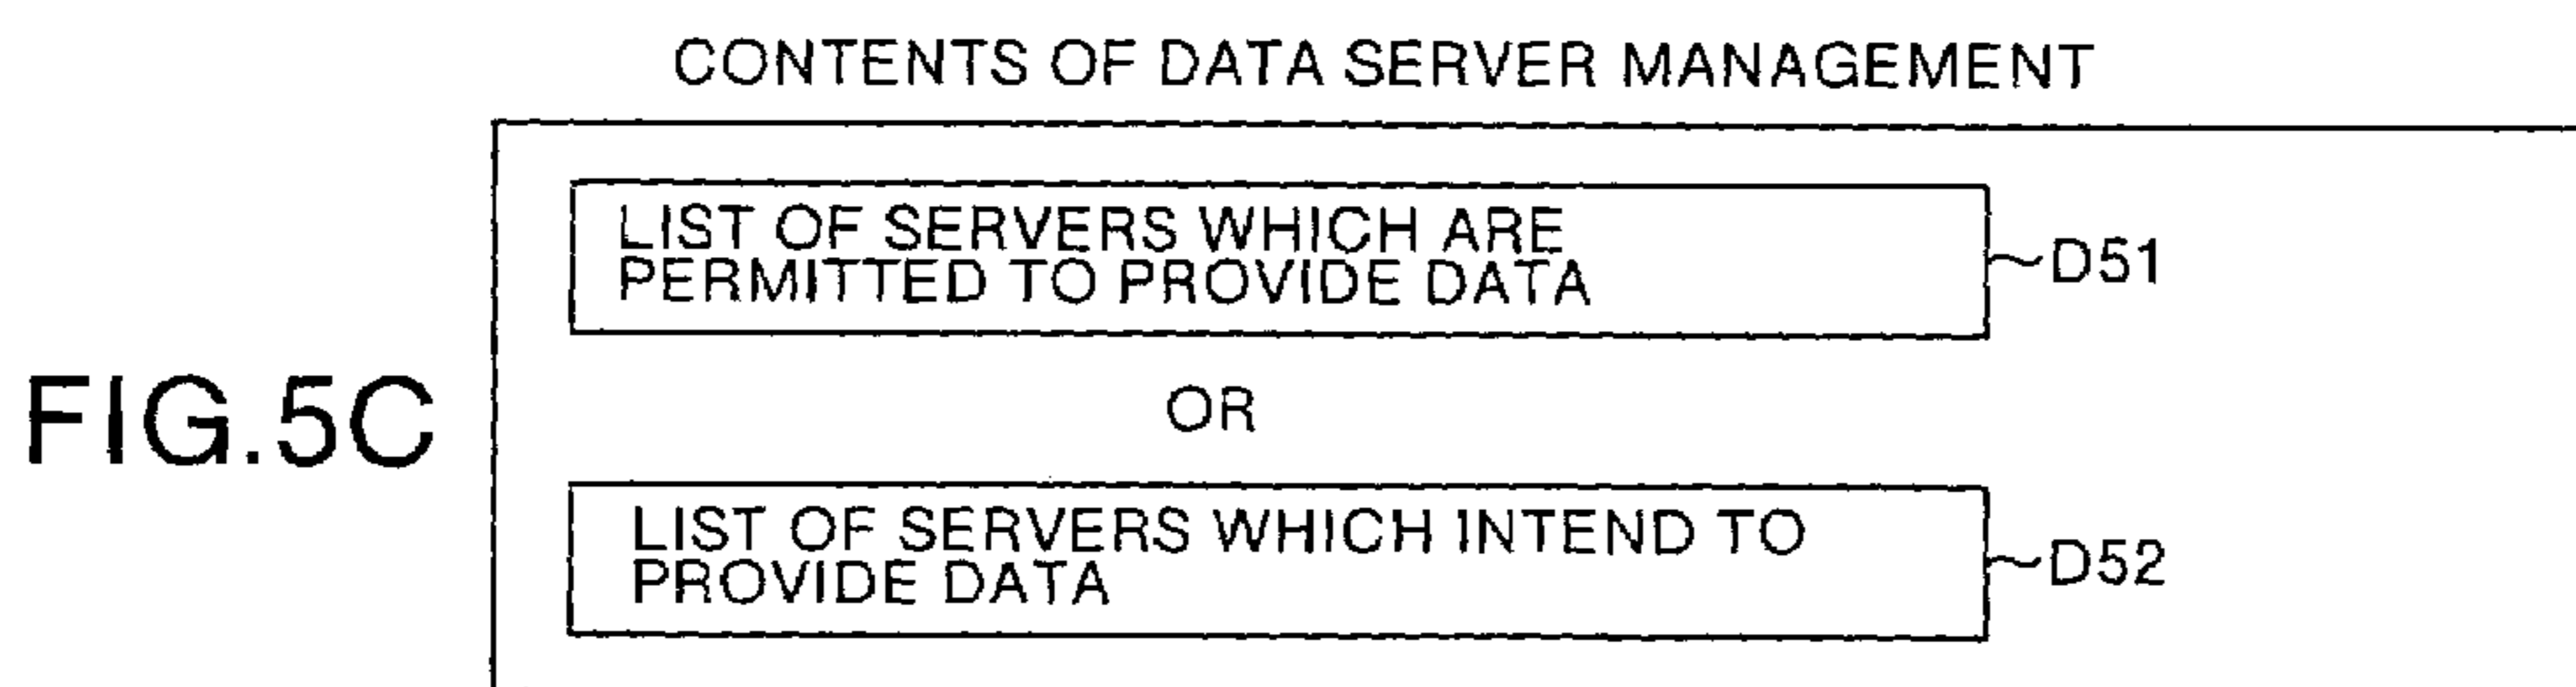 CONTENTS OF DATA SERVER MANAGEMENT
LIST OF SERVERS WHICH ARE
PERMITTED TO PROVIDE DATA
D51
FIG.5C
OR
LIST OF SERVERS WHICH INTEND TO
PROVIDE DATA
D52